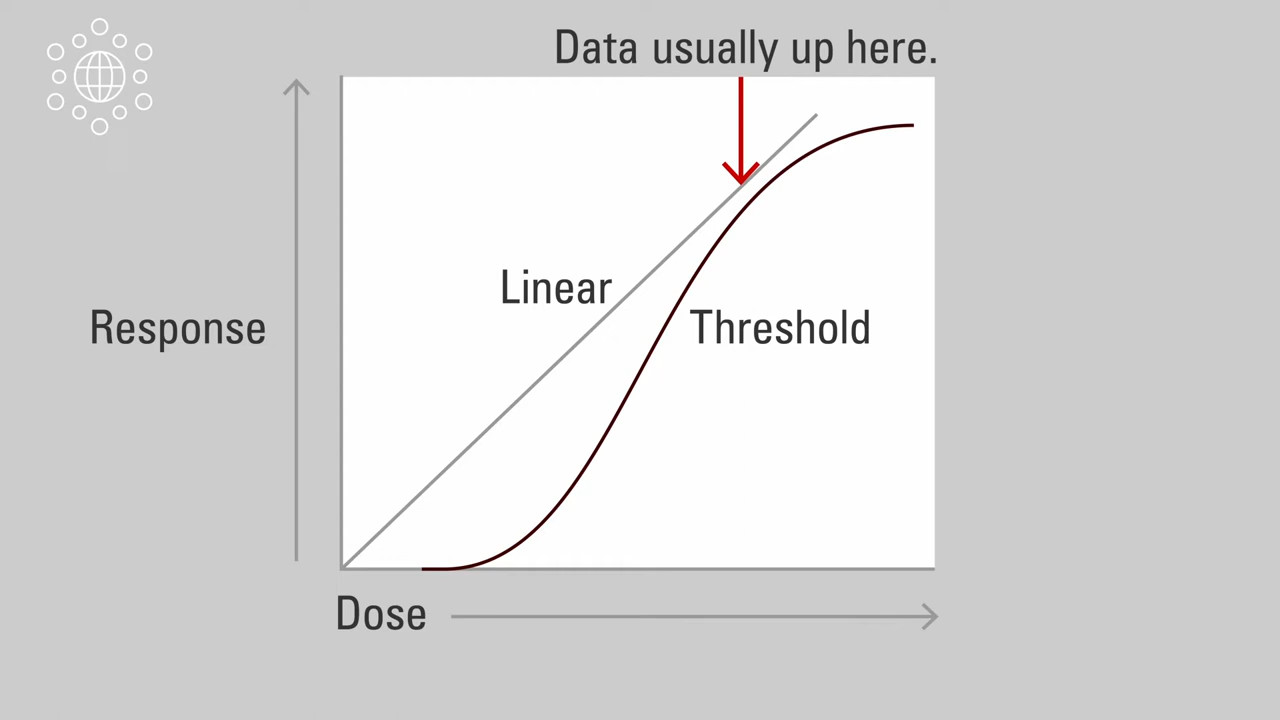 Data usually up here.
Linear
Response
Threshold
Dose